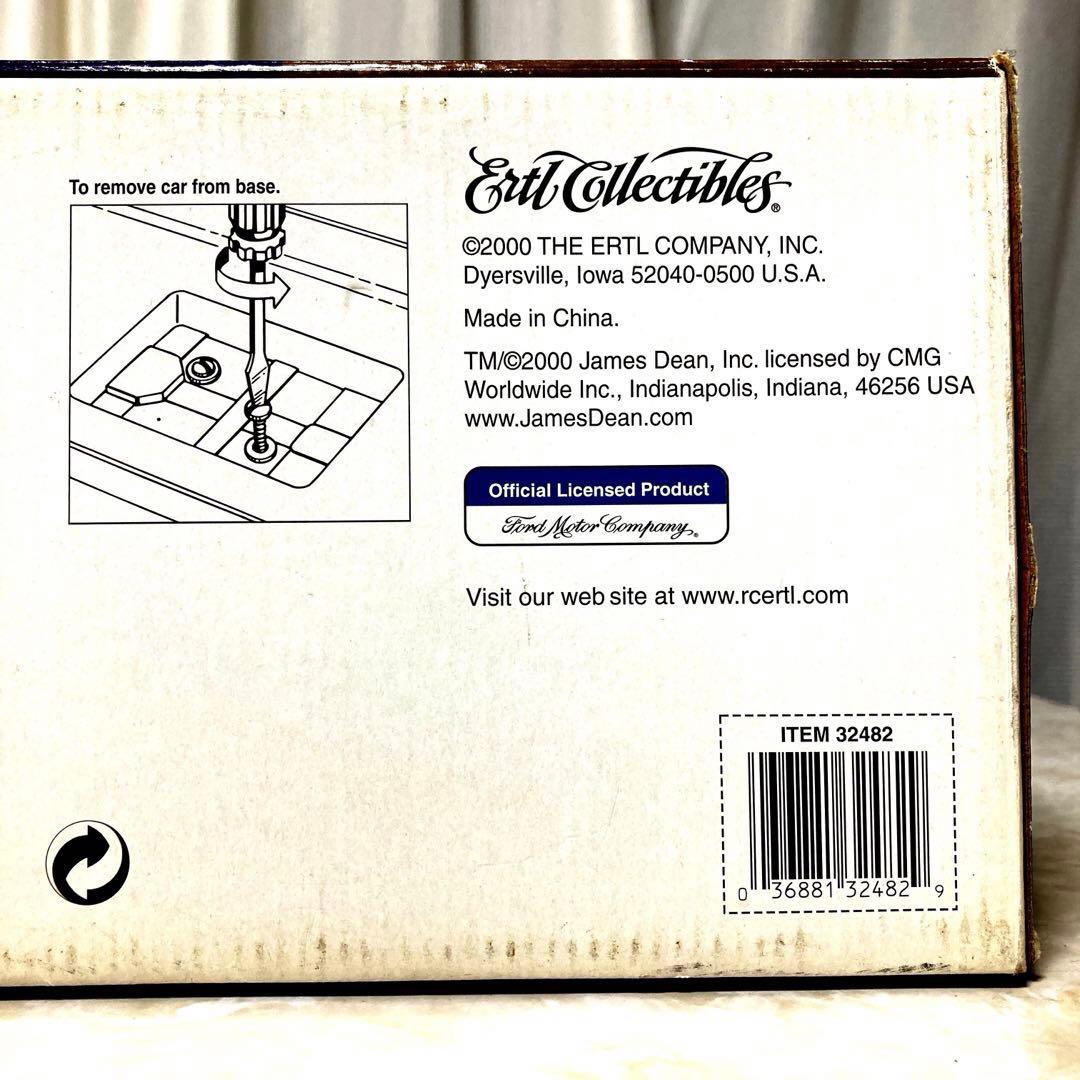 To remove car from base.
Ertl Collectibles®
©2000 THE ERTL COMPANY, INC.
Dyersville, Iowa 52040-0500 U.S.A.
Made in China.
TM/©2000 James Dean, Inc. licensed by CMG
Worldwide Inc., Indianapolis, Indiana, 46256 USA
www.JamesDean.com
Official Licensed Product
Ford Motor Company®
Visit our web site at www.rcertl.com
ITEM 32482
0 36881 32482 9